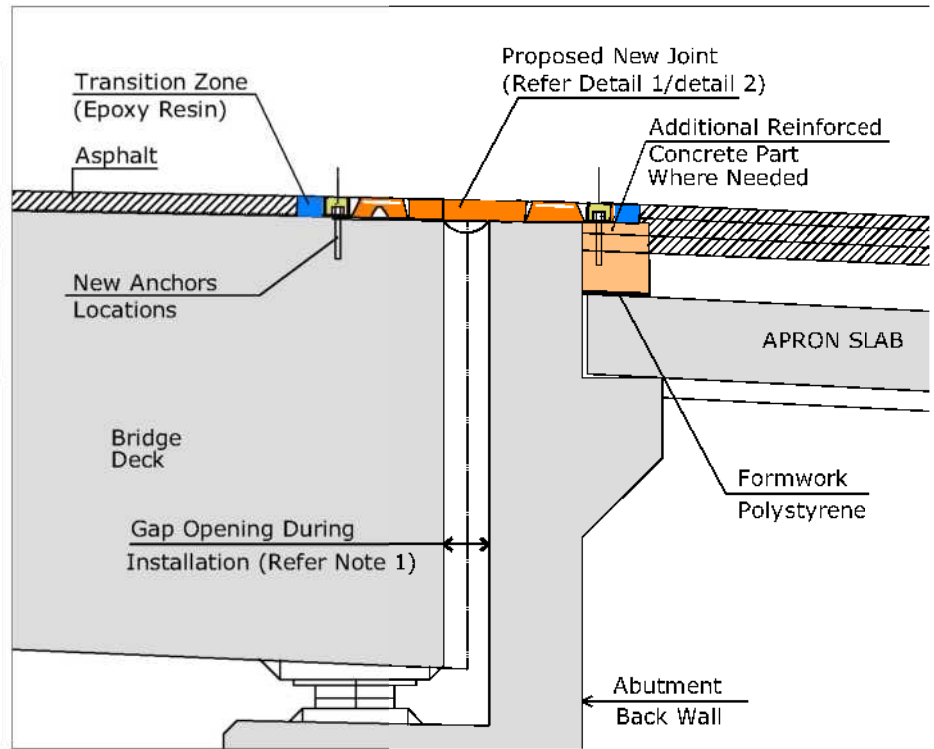 Proposed New Joint
(Refer Detail 1/detail 2)
Transition Zone
(Epoxy Resin)
Additional Reinforced
Concrete Part
Where Needed
Asphalt
New Anchors
Locations
APRON SLAB
Bridge
Deck
Formwork
Polystyrene
Gap Opening During
Installation (Refer Note 1)
Abutment
Back Wall